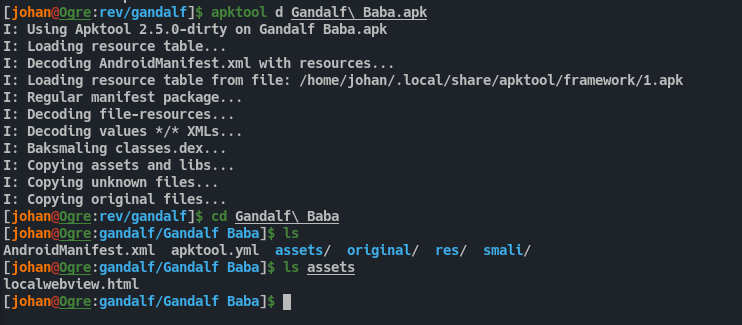 [johan@Ogre:rev/gandalf]$ apktool d Gandalf\ Baba.apk
I: Using Apktool 2.5.0-dirty on Gandalf Baba.apk
I: Loading resource table...
I: Decoding AndroidManifest.xml with resources...
I: Loading resource table from file: /home/johan/.local/share/apktool/framework/1.apk
I: Regular manifest package...
I: Decoding file-resources...
I: Decoding values */* XMLs...
I: Baksmaling classes.dex...
I: Copying assets and libs...
I: Copying unknown files...
I: Copying original files...
[johan@Ogre:rev/gandalf]$ cd Gandalf\ Baba
[johan@Ogre:gandalf/Gandalf Baba]$ ls
AndroidManifest.xml  apktool.yml  assets/  original/  res/  smali/
[johan@Ogre:gandalf/Gandalf Baba]$ ls assets
localwebview.html
[johan@Ogre:gandalf/Gandalf Baba]$